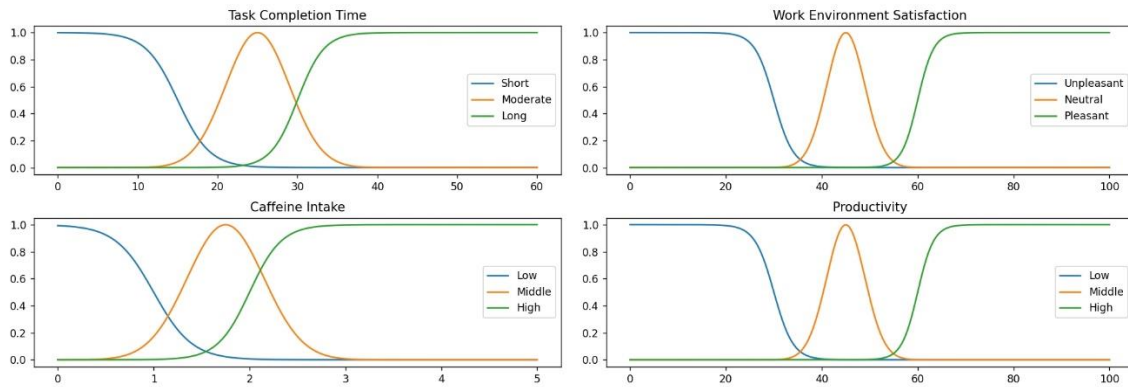 Task Completion Time
1.0
0.8
0.6
0.4
0.2
0.0
Short
Moderate
Long
0 10 20 30 40 50 60
Work Environment Satisfaction
1.0
0.8
0.6
0.4
0.2
0.0
Unpleasant
Neutral
Pleasant
0 20 40 60 80 100
Caffeine Intake
1.0
0.8
0.6
0.4
0.2
0.0
Low
Middle
High
0 1 2 3 4 5
Productivity
1.0
0.8
0.6
0.4
0.2
0.0
Low
Middle
High
0 20 40 60 80 100